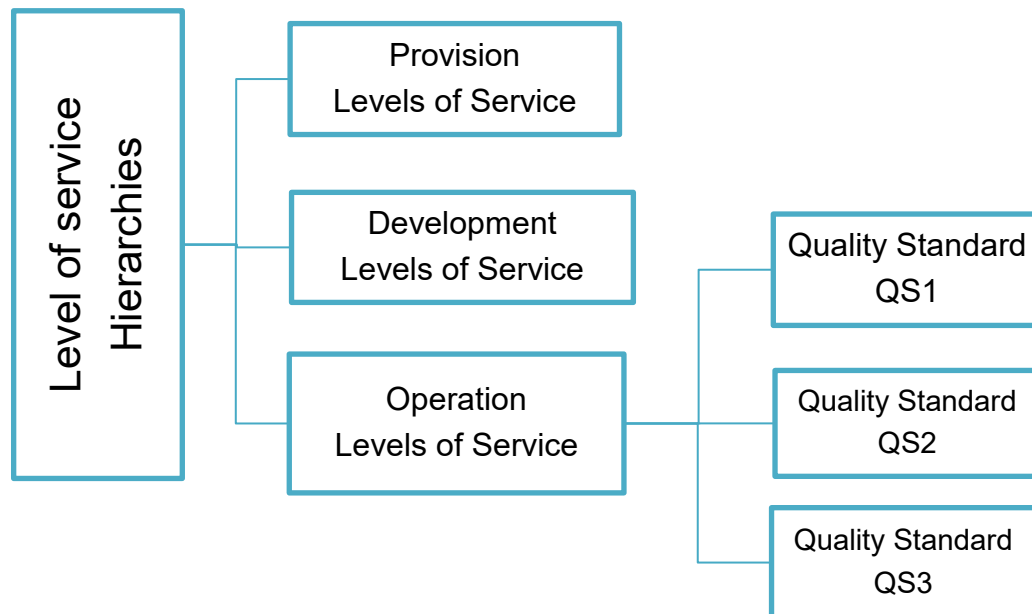 Level of service
Hierarchies
Provision
Levels of Service
Development
Levels of Service
Operation
Levels of Service
Quality Standard
QS1
Quality Standard
QS2
Quality Standard
QS3